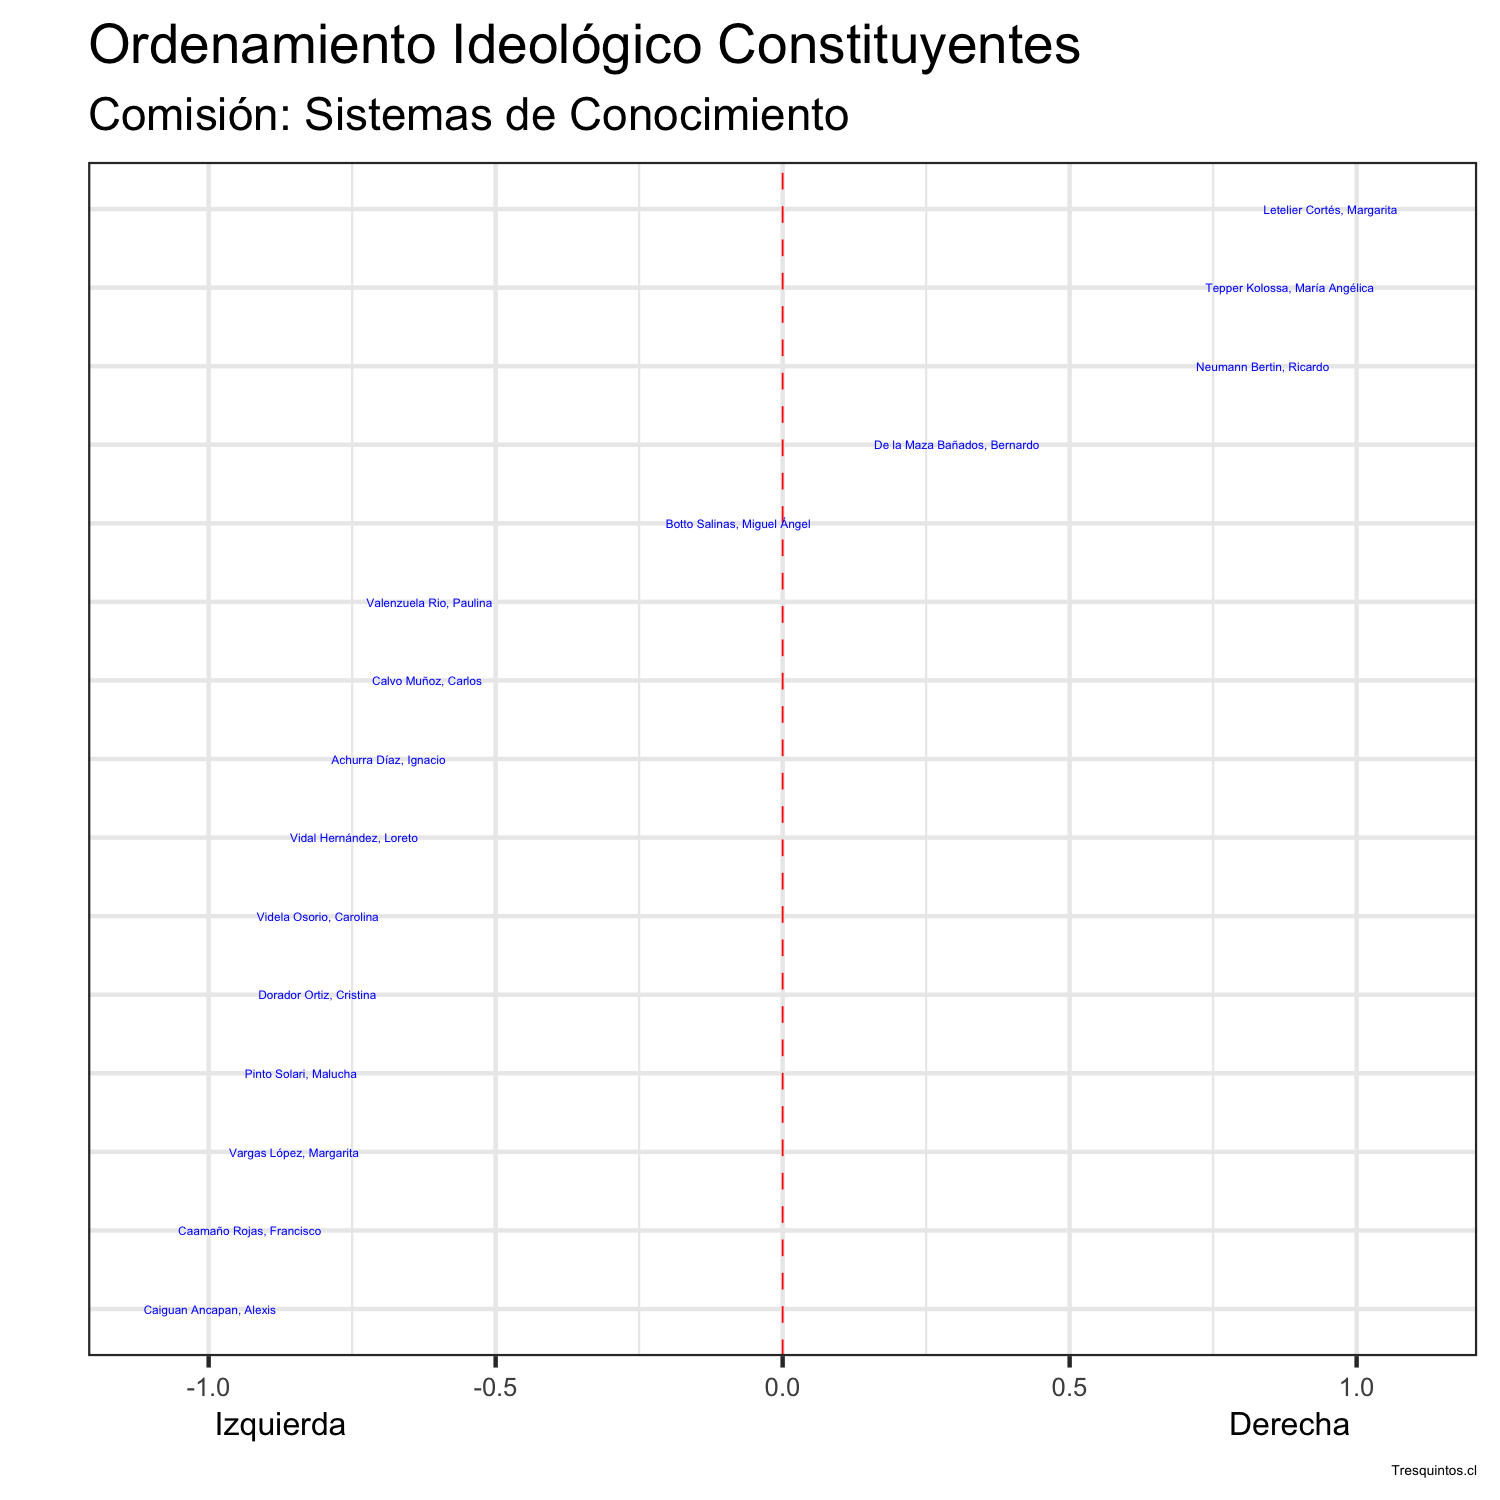 Ordenamiento Ideológico Constituyentes
Comisión: Sistemas de Conocimiento
Letelier Cortés, Margarita
Tepper Kolossa, María Angélica
Neumann Bertin, Ricardo
De la Maza Bañados, Bernardo
Botto Salinas, Miguel Ángel
Valenzuela Rio, Paulina
Calvo Muñoz, Carlos
Achurra Díaz, Ignacio
Vidal Hernández, Loreto
Videla Osorio, Carolina
Dorador Ortiz, Cristina
Pinto Solari, Malucha
Vargas López, Margarita
Caamaño Rojas, Francisco
Caiguan Ancapan, Alexis
-1.0 -0.5 0.0 0.5 1.0
Izquierda Derecha
Tresquintos.cl